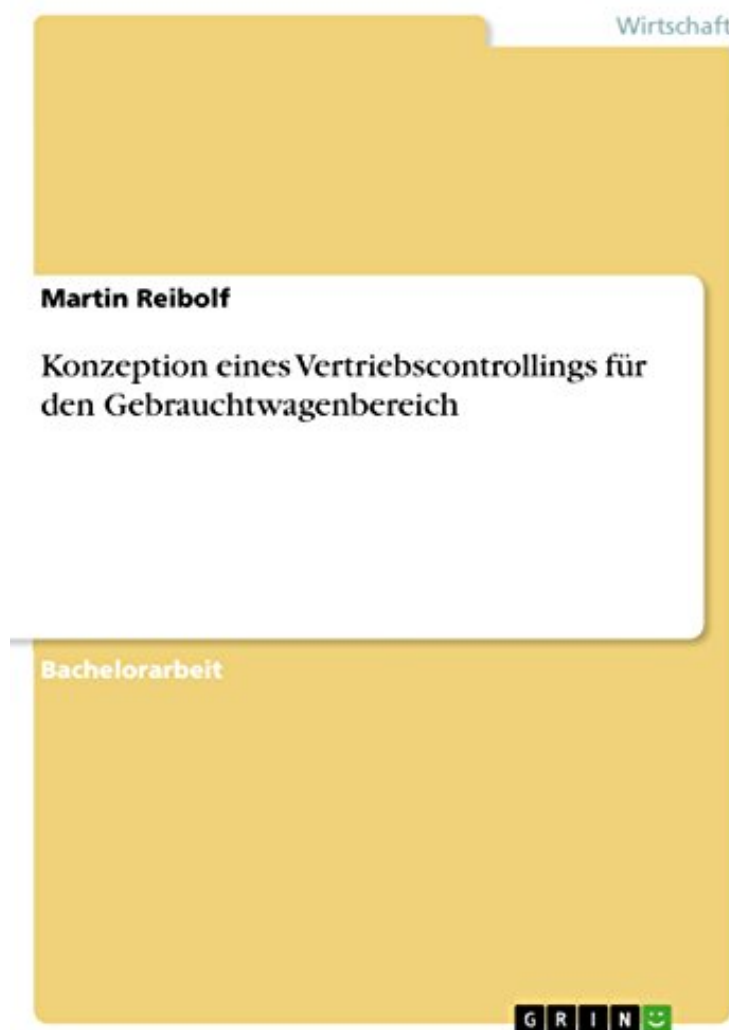 Wirtschaft
Martin Reibolf
Konzeption eines Vertriebscontrollings für
den Gebrauchtwagenbereich
Bachelorarbeit
GRIN